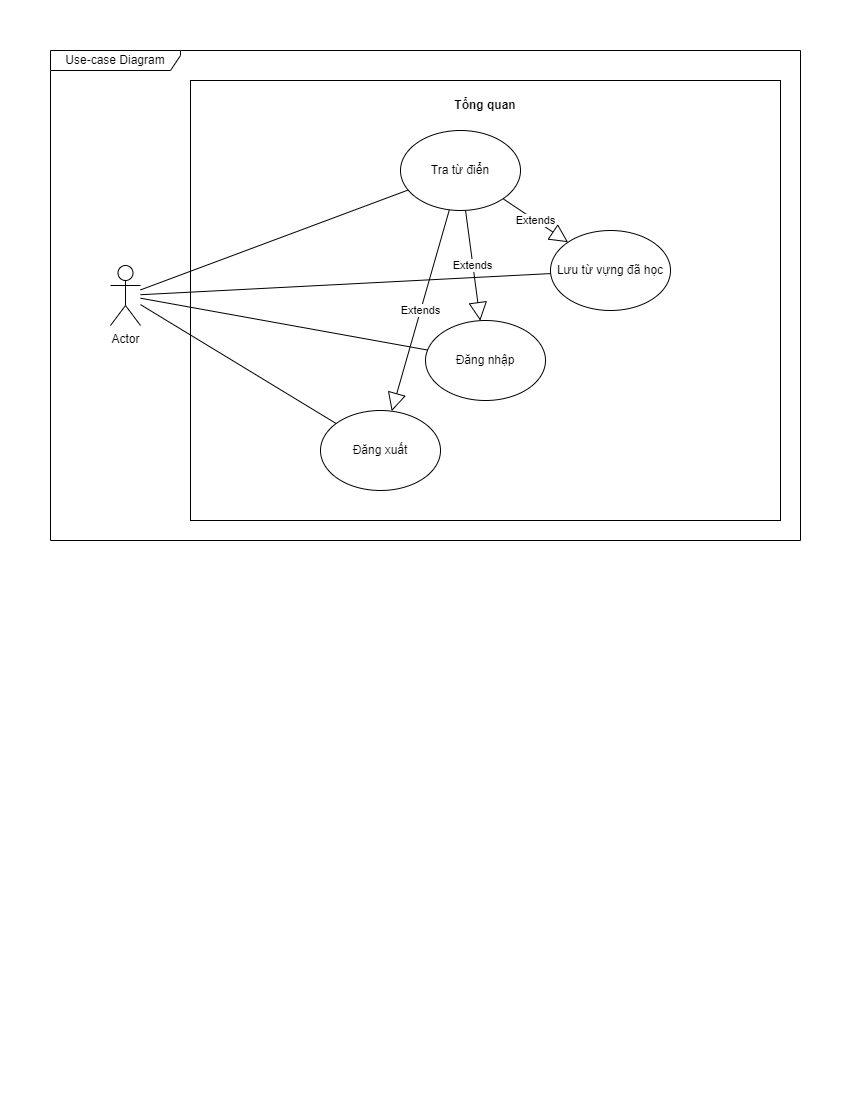 Use-case Diagram
Tổng quan
Tra từ điển
Extends
Lưu từ vựng đã học
Extends
Extends
Actor
Đăng nhập
Đăng xuất